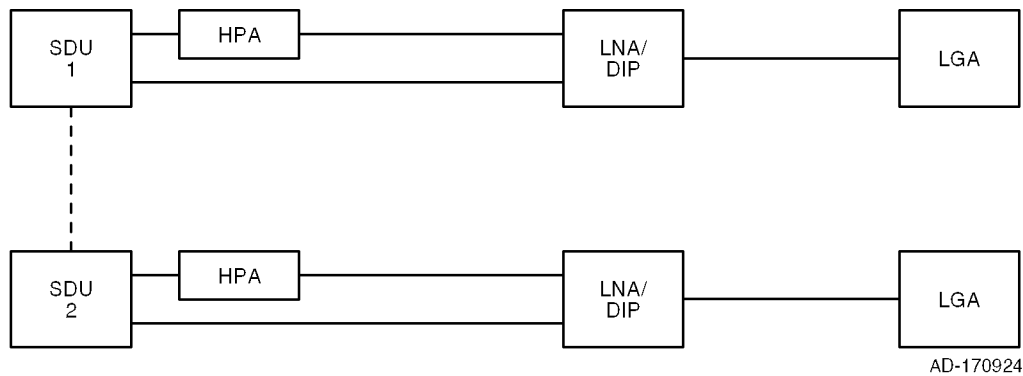 SDU
1
HPA
LNA/
DIP
LGA
SDU
2
HPA
LNA/
DIP
LGA
AD-170924